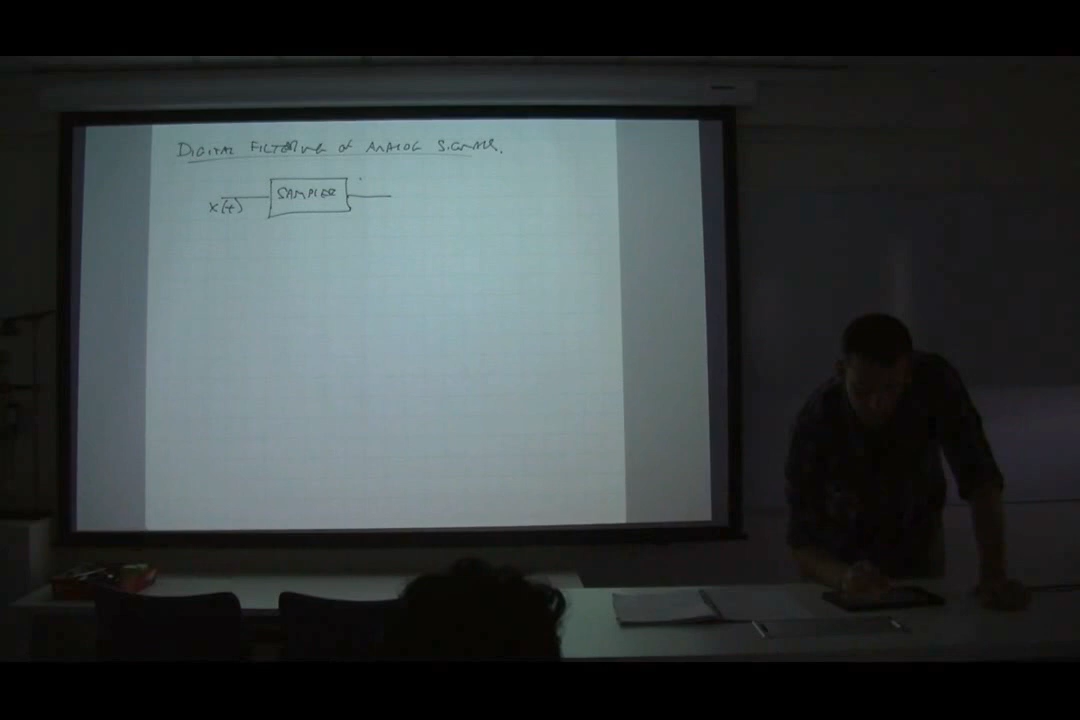 DIGITAL FILTERING of ANALOG SIGNALS.
SAMPLER
x(t)